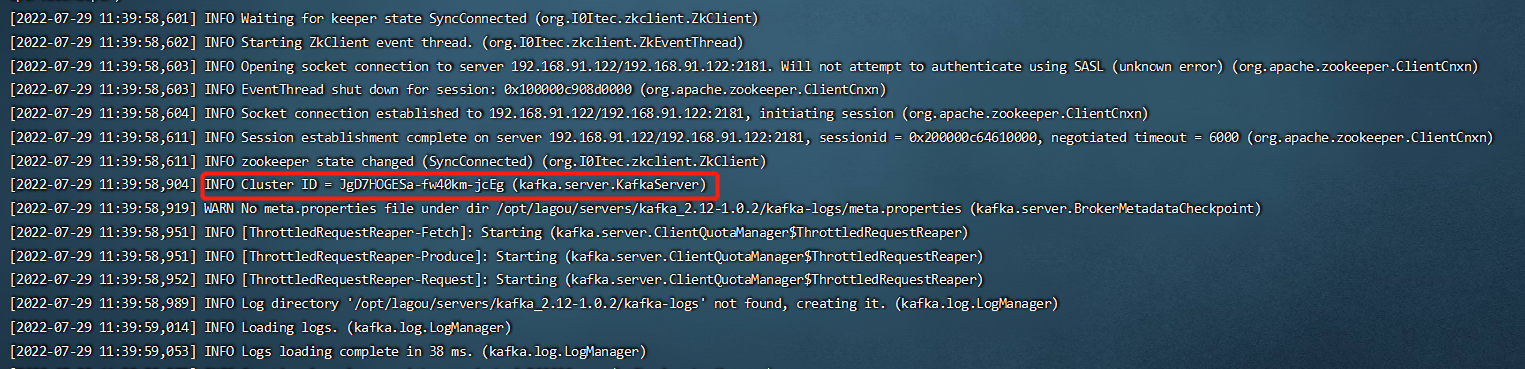 [2022-07-29 11:39:58,601] INFO Waiting for keeper state SyncConnected (org.I0Itec.zkclient.ZkClient)
[2022-07-29 11:39:58,602] INFO Starting ZkClient event thread. (org.I0Itec.zkclient.ZkEventThread)
[2022-07-29 11:39:58,603] INFO Opening socket connection to server 192.168.91.122/192.168.91.122:2181. Will not attempt to authenticate using SASL (unknown error) (org.apache.zookeeper.ClientCnxn)
[2022-07-29 11:39:58,603] INFO EventThread shut down for session: 0x100000c908d0000 (org.apache.zookeeper.ClientCnxn)
[2022-07-29 11:39:58,604] INFO Socket connection established to 192.168.91.122/192.168.91.122:2181, initiating session (org.apache.zookeeper.ClientCnxn)
[2022-07-29 11:39:58,611] INFO Session establishment complete on server 192.168.91.122/192.168.91.122:2181, sessionid = 0x200000c64610000, negotiated timeout = 6000 (org.apache.zookeeper.ClientCnxn)
[2022-07-29 11:39:58,611] INFO zookeeper state changed (SyncConnected) (org.I0Itec.zkclient.ZkClient)
[2022-07-29 11:39:58,904] INFO Cluster ID = JgD7HOGESa-fw40km-jcEg (kafka.server.KafkaServer)
[2022-07-29 11:39:58,919] WARN No meta.properties file under dir /opt/lagou/servers/kafka_2.12-1.0.2/kafka-logs/meta.properties (kafka.server.BrokerMetadataCheckpoint)
[2022-07-29 11:39:58,951] INFO [ThrottledRequestReaper-Fetch]: Starting (kafka.server.ClientQuotaManager$ThrottledRequestReaper)
[2022-07-29 11:39:58,951] INFO [ThrottledRequestReaper-Produce]: Starting (kafka.server.ClientQuotaManager$ThrottledRequestReaper)
[2022-07-29 11:39:58,952] INFO [ThrottledRequestReaper-Request]: Starting (kafka.server.ClientQuotaManager$ThrottledRequestReaper)
[2022-07-29 11:39:58,989] INFO Log directory '/opt/lagou/servers/kafka_2.12-1.0.2/kafka-logs' not found, creating it. (kafka.log.LogManager)
[2022-07-29 11:39:59,014] INFO Loading logs. (kafka.log.LogManager)
[2022-07-29 11:39:59,053] INFO Logs loading complete in 38 ms. (kafka.log.LogManager)